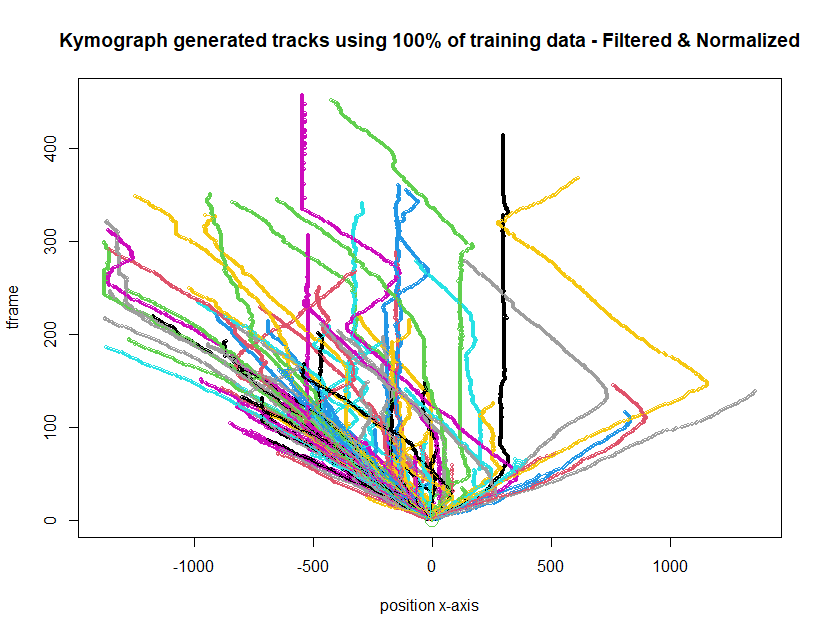 Kymograph generated tracks using 100% of training data - Filtered & Normalized
tframe
400
300
200
100
0
-1000 -500 0 500 1000
position x-axis